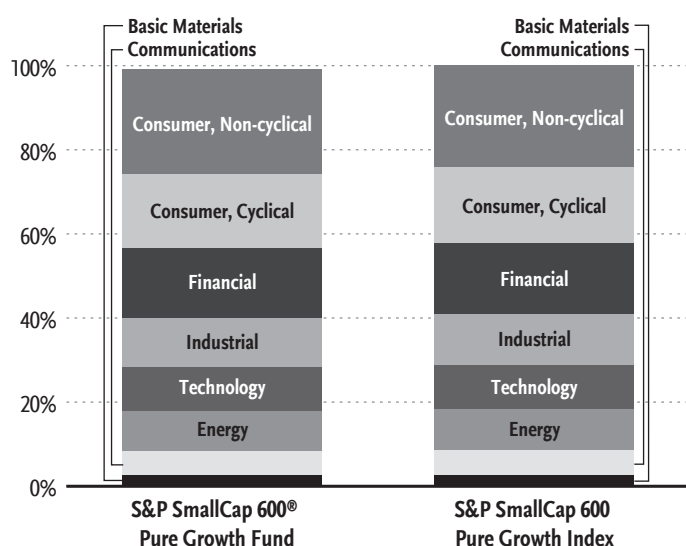 Basic Materials
Communications
Basic Materials
Communications
100%
80%
60%
40%
20%
0%
Consumer, Non-cyclical
Consumer, Cyclical
Financial
Industrial
Technology
Energy
Consumer, Non-cyclical
Consumer, Cyclical
Financial
Industrial
Technology
Energy
S&P SmallCap 600®
Pure Growth Fund
S&P SmallCap 600
Pure Growth Index